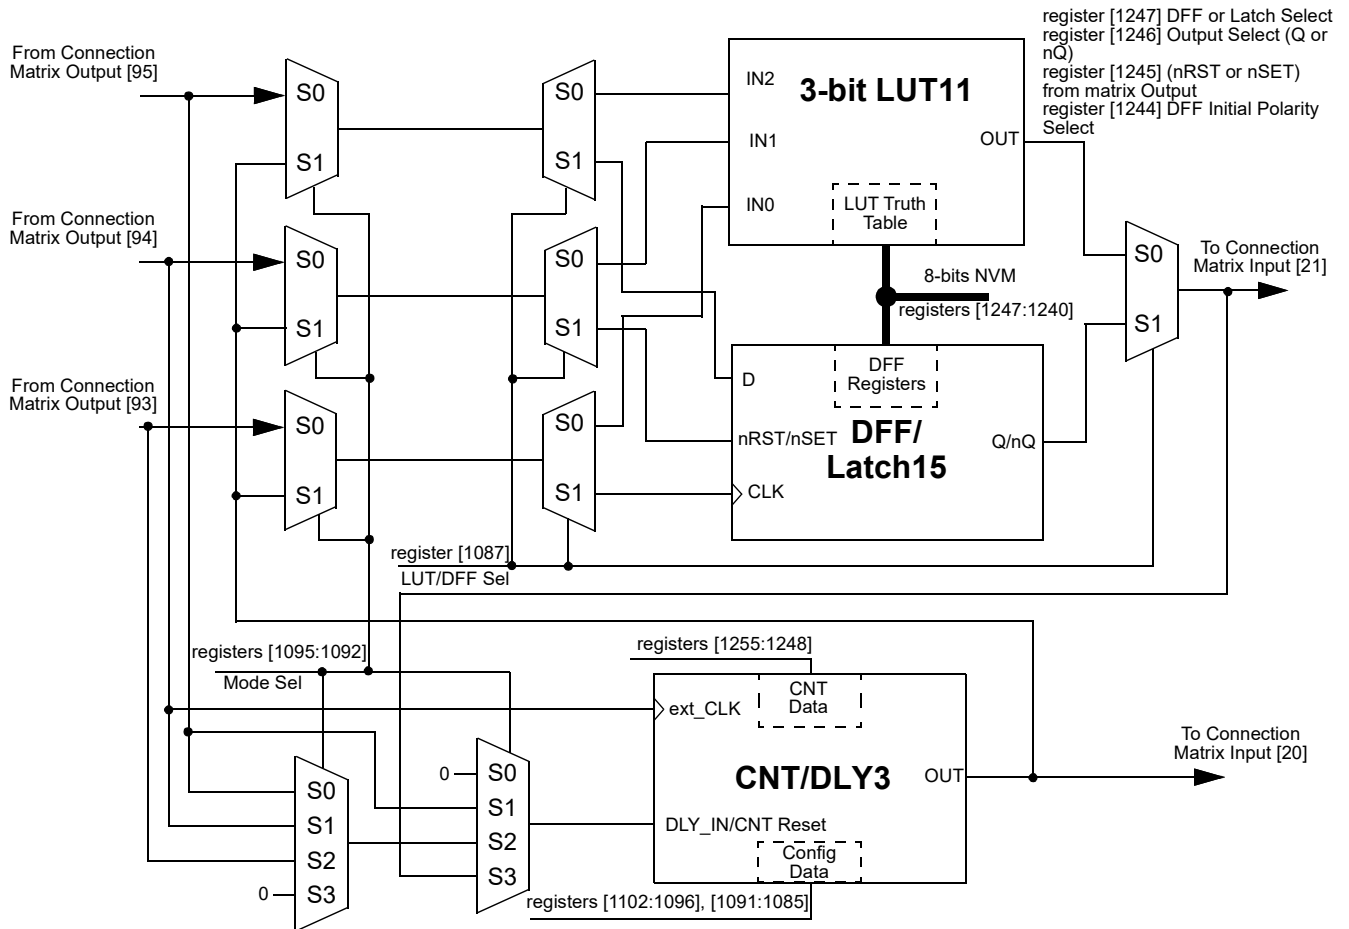 register [1247] DFF or Latch Select
register [1246] Output Select (Q or
nQ)
register [1245] (nRST or nSET)
from matrix Output
register [1244] DFF Initial Polarity
Select
From Connection
Matrix Output [95]
S0
S1
S0
S1
IN2
IN1
IN0
3-bit LUT11
OUT
LUT Truth
Table
From Connection
Matrix Output [94]
S0
S1
S0
S1
8-bits NVM
registers [1247:1240]
S0
S1
To Connection
Matrix Input [21]
From Connection
Matrix Output [93]
S0
S1
S0
S1
D
nRST/nSET
CLK
DFF
Registers
DFF/
Latch15
Q/nQ
register [1087]
LUT/DFF Sel
registers [1095:1092]
Mode Sel
registers [1255:1248]
ext_CLK
CNT
Data
CNT/DLY3
OUT
To Connection
Matrix Input [20]
DLY_IN/CNT Reset
Config
Data
0
S0
S1
S2
S3
S0
S1
S2
0
S3
registers [1102:1096], [1091:1085]